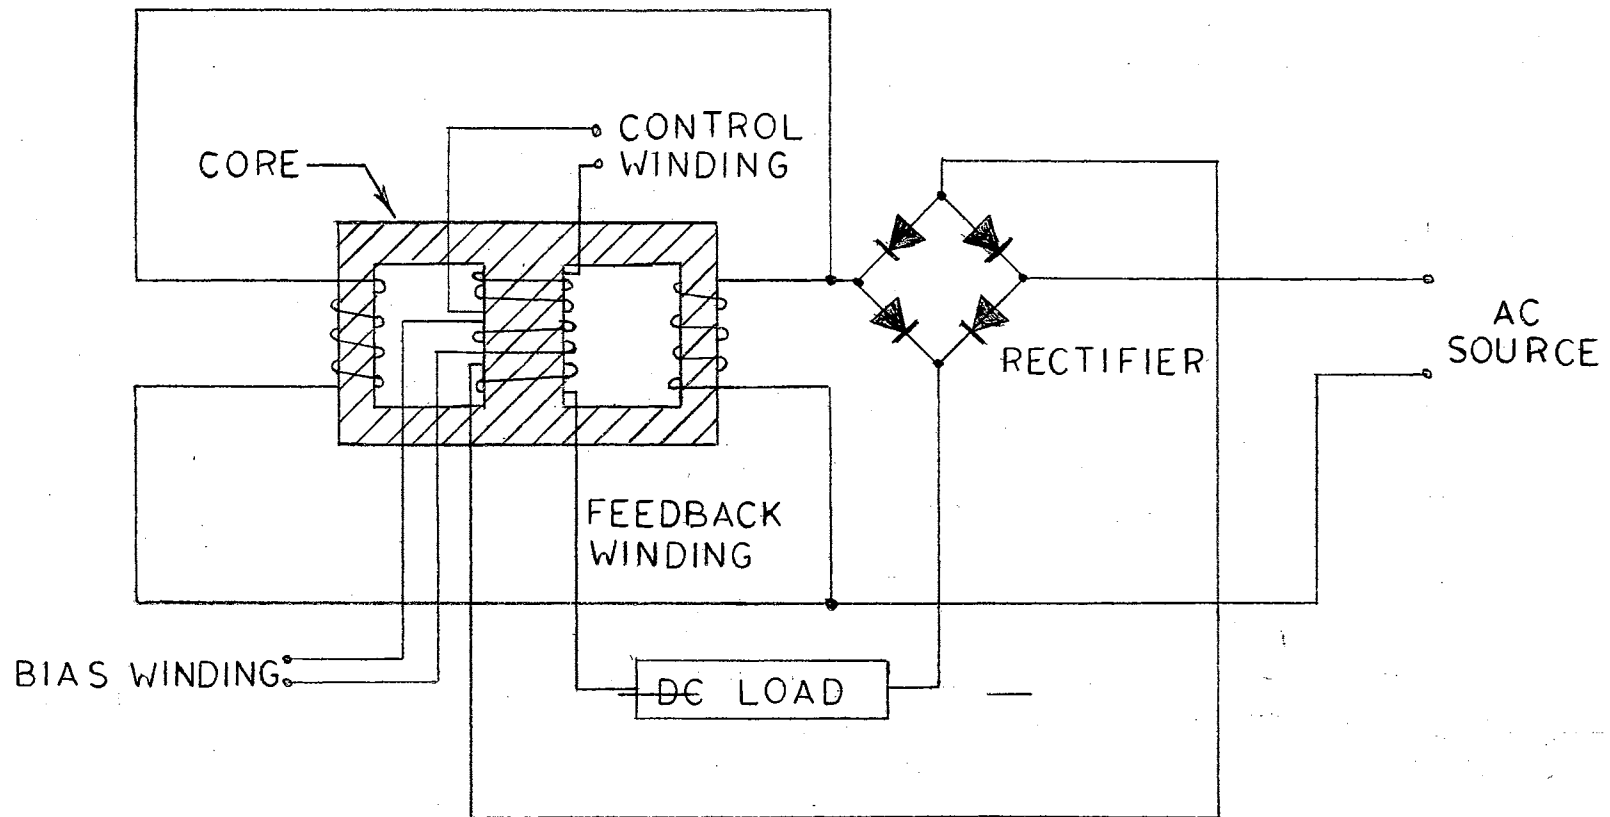 CONTROL
WINDING
CORE
AC
SOURCE
RECTIFIER
FEEDBACK
WINDING
BIAS WINDING
DC LOAD